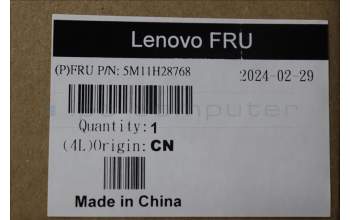 Lenovo FRU
(P)FRU P/N: 5M11H28768 2024-02-29
Quantity: 1
(4L)Origin: CN
Made in China